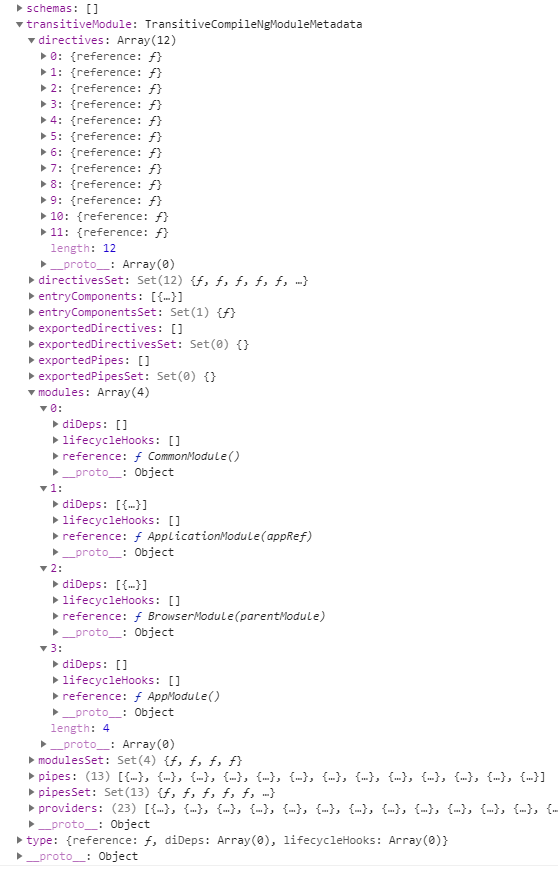 schemas: []
transitiveModule: TransitiveCompileNgModuleMetadata
directives: Array(12)
0: {reference: ƒ}
1: {reference: ƒ}
2: {reference: ƒ}
3: {reference: ƒ}
4: {reference: ƒ}
5: {reference: ƒ}
6: {reference: ƒ}
7: {reference: ƒ}
8: {reference: ƒ}
9: {reference: ƒ}
10: {reference: ƒ}
11: {reference: ƒ}
length: 12
__proto__: Array(0)
directivesSet: Set(12) {ƒ, ƒ, ƒ, ƒ, ƒ, …}
entryComponents: [{…}]
entryComponentsSet: Set(1) {ƒ}
exportedDirectives: []
exportedDirectivesSet: Set(0) {}
exportedPipes: []
exportedPipesSet: Set(0) {}
modules: Array(4)
0:
diDeps: []
lifecycleHooks: []
reference: ƒ CommonModule()
__proto__: Object
1:
diDeps: [{…}]
lifecycleHooks: []
reference: ƒ ApplicationModule(appRef)
__proto__: Object
2:
diDeps: [{…}]
lifecycleHooks: []
reference: ƒ BrowserModule(parentModule)
__proto__: Object
3:
diDeps: []
lifecycleHooks: []
reference: ƒ AppModule()
__proto__: Object
length: 4
__proto__: Array(0)
modulesSet: Set(4) {ƒ, ƒ, ƒ, ƒ}
pipes: (13) [{…}, {…}, {…}, {…}, {…}, {…}, {…}, {…}, {…}, {…}, {…}, {…}, {…}]
pipesSet: Set(13) {ƒ, ƒ, ƒ, ƒ, ƒ, …}
providers: (23) [{…}, {…}, {…}, {…}, {…}, {…}, {…}, {…}, {…}, {…}, {…}, {…}, {…
__proto__: Object
type: {reference: ƒ, diDeps: Array(0), lifecycleHooks: Array(0)}
__proto__: Object